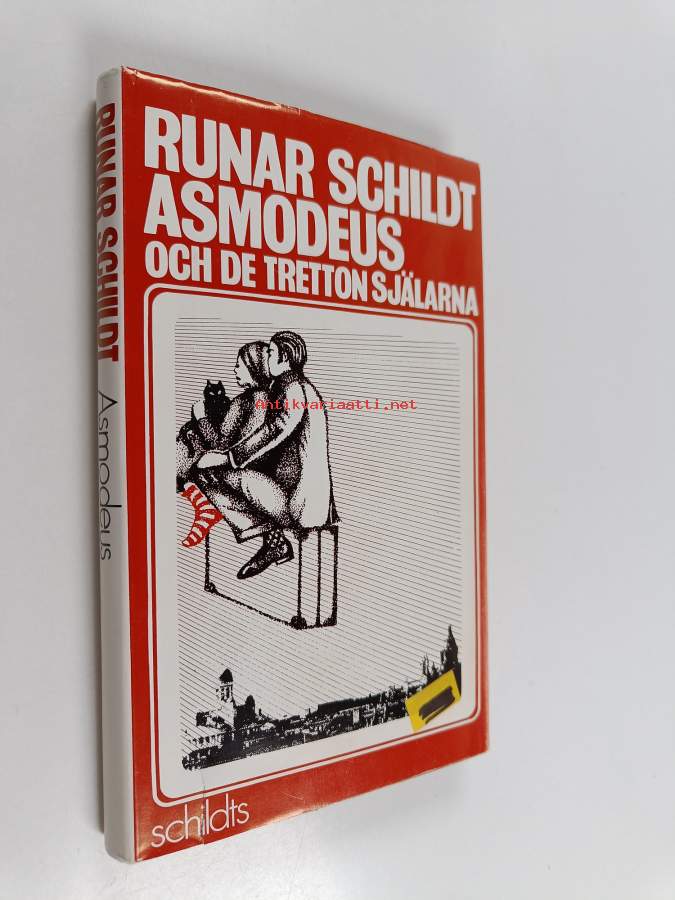 RUNAR SCHILDT
ASMODEUS
OCH DE TRETTON SJÄLARNA
Antikvariaatti.net
schildts
RUNAR SCHILDT Asmodeus